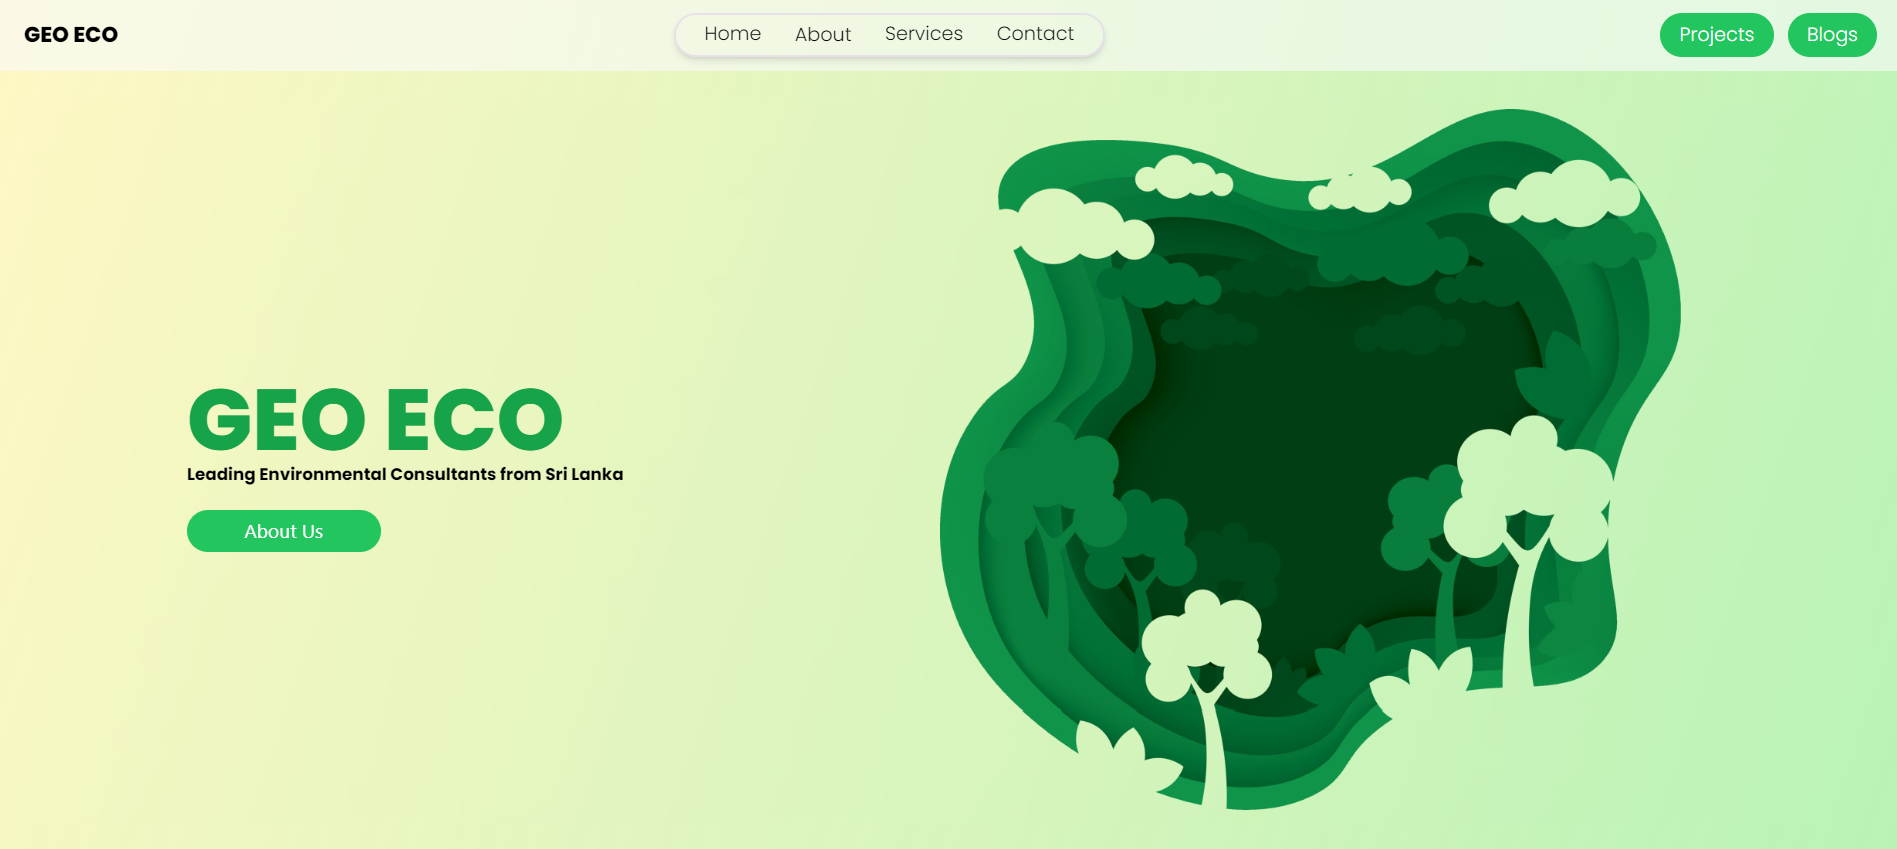 GEO ECO
Home About Services Contact
Projects Blogs
GEO ECO
Leading Environmental Consultants from Sri Lanka
About Us